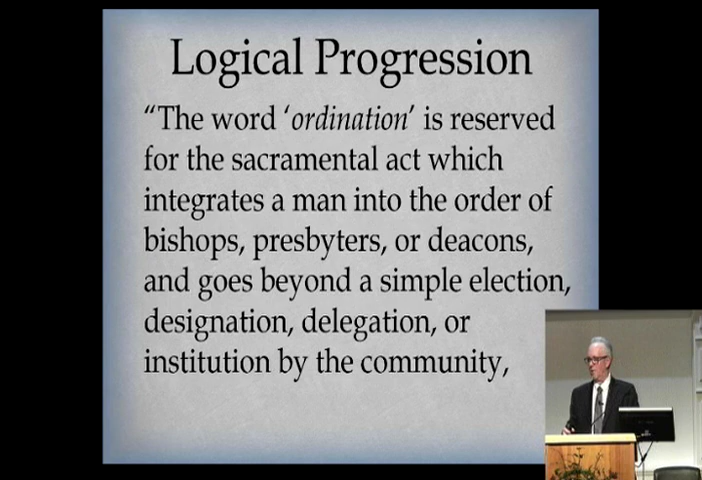 Logical Progression
“The word ‘ordination’ is reserved
for the sacramental act which
integrates a man into the order of
bishops, presbyters, or deacons,
and goes beyond a simple election,
designation, delegation, or
institution by the community,